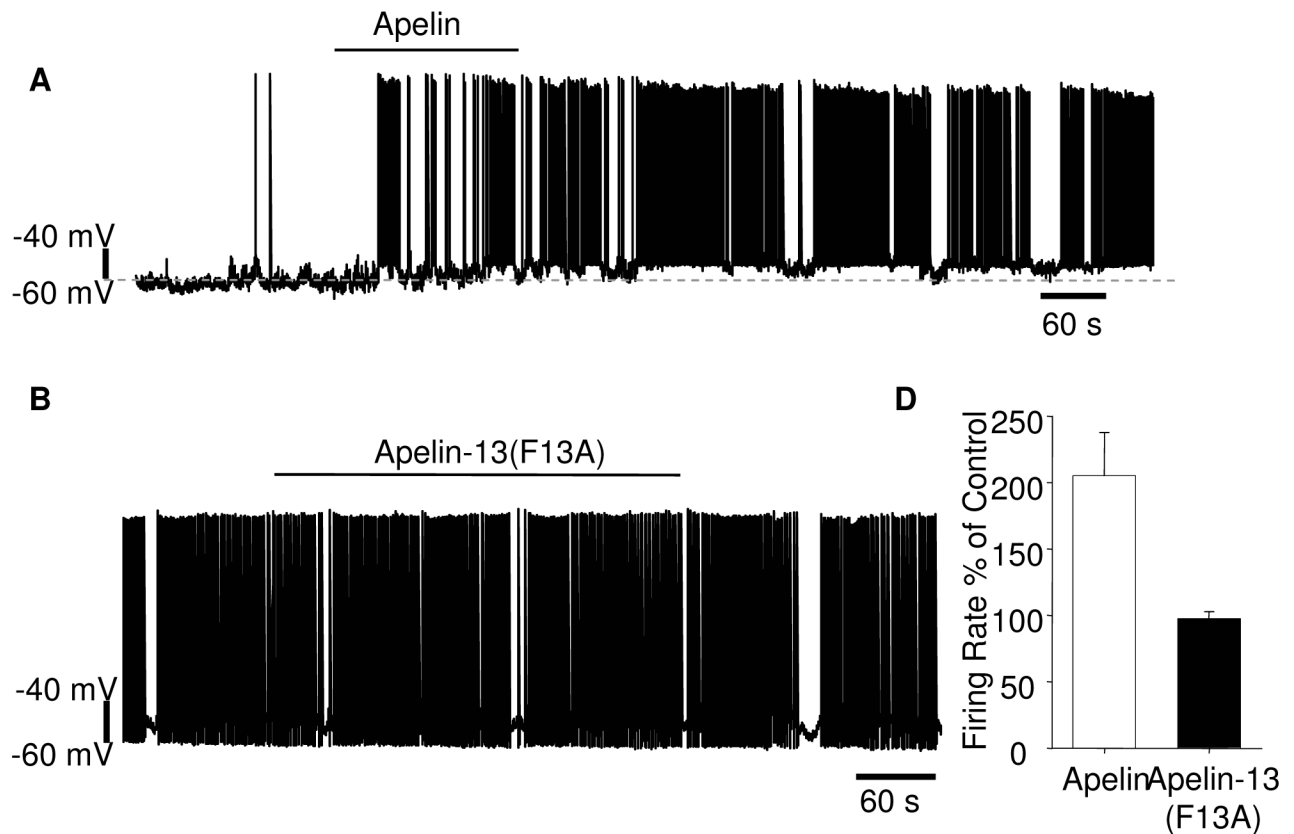 Apelin
A
-40 mV
-60 mV
60 s
B
D
Apelin-13(F13A)
-40 mV
-60 mV
60 s
Firing Rate % of Control
250
200
150
100
50
0
Apelin
Apelin-13
(F13A)